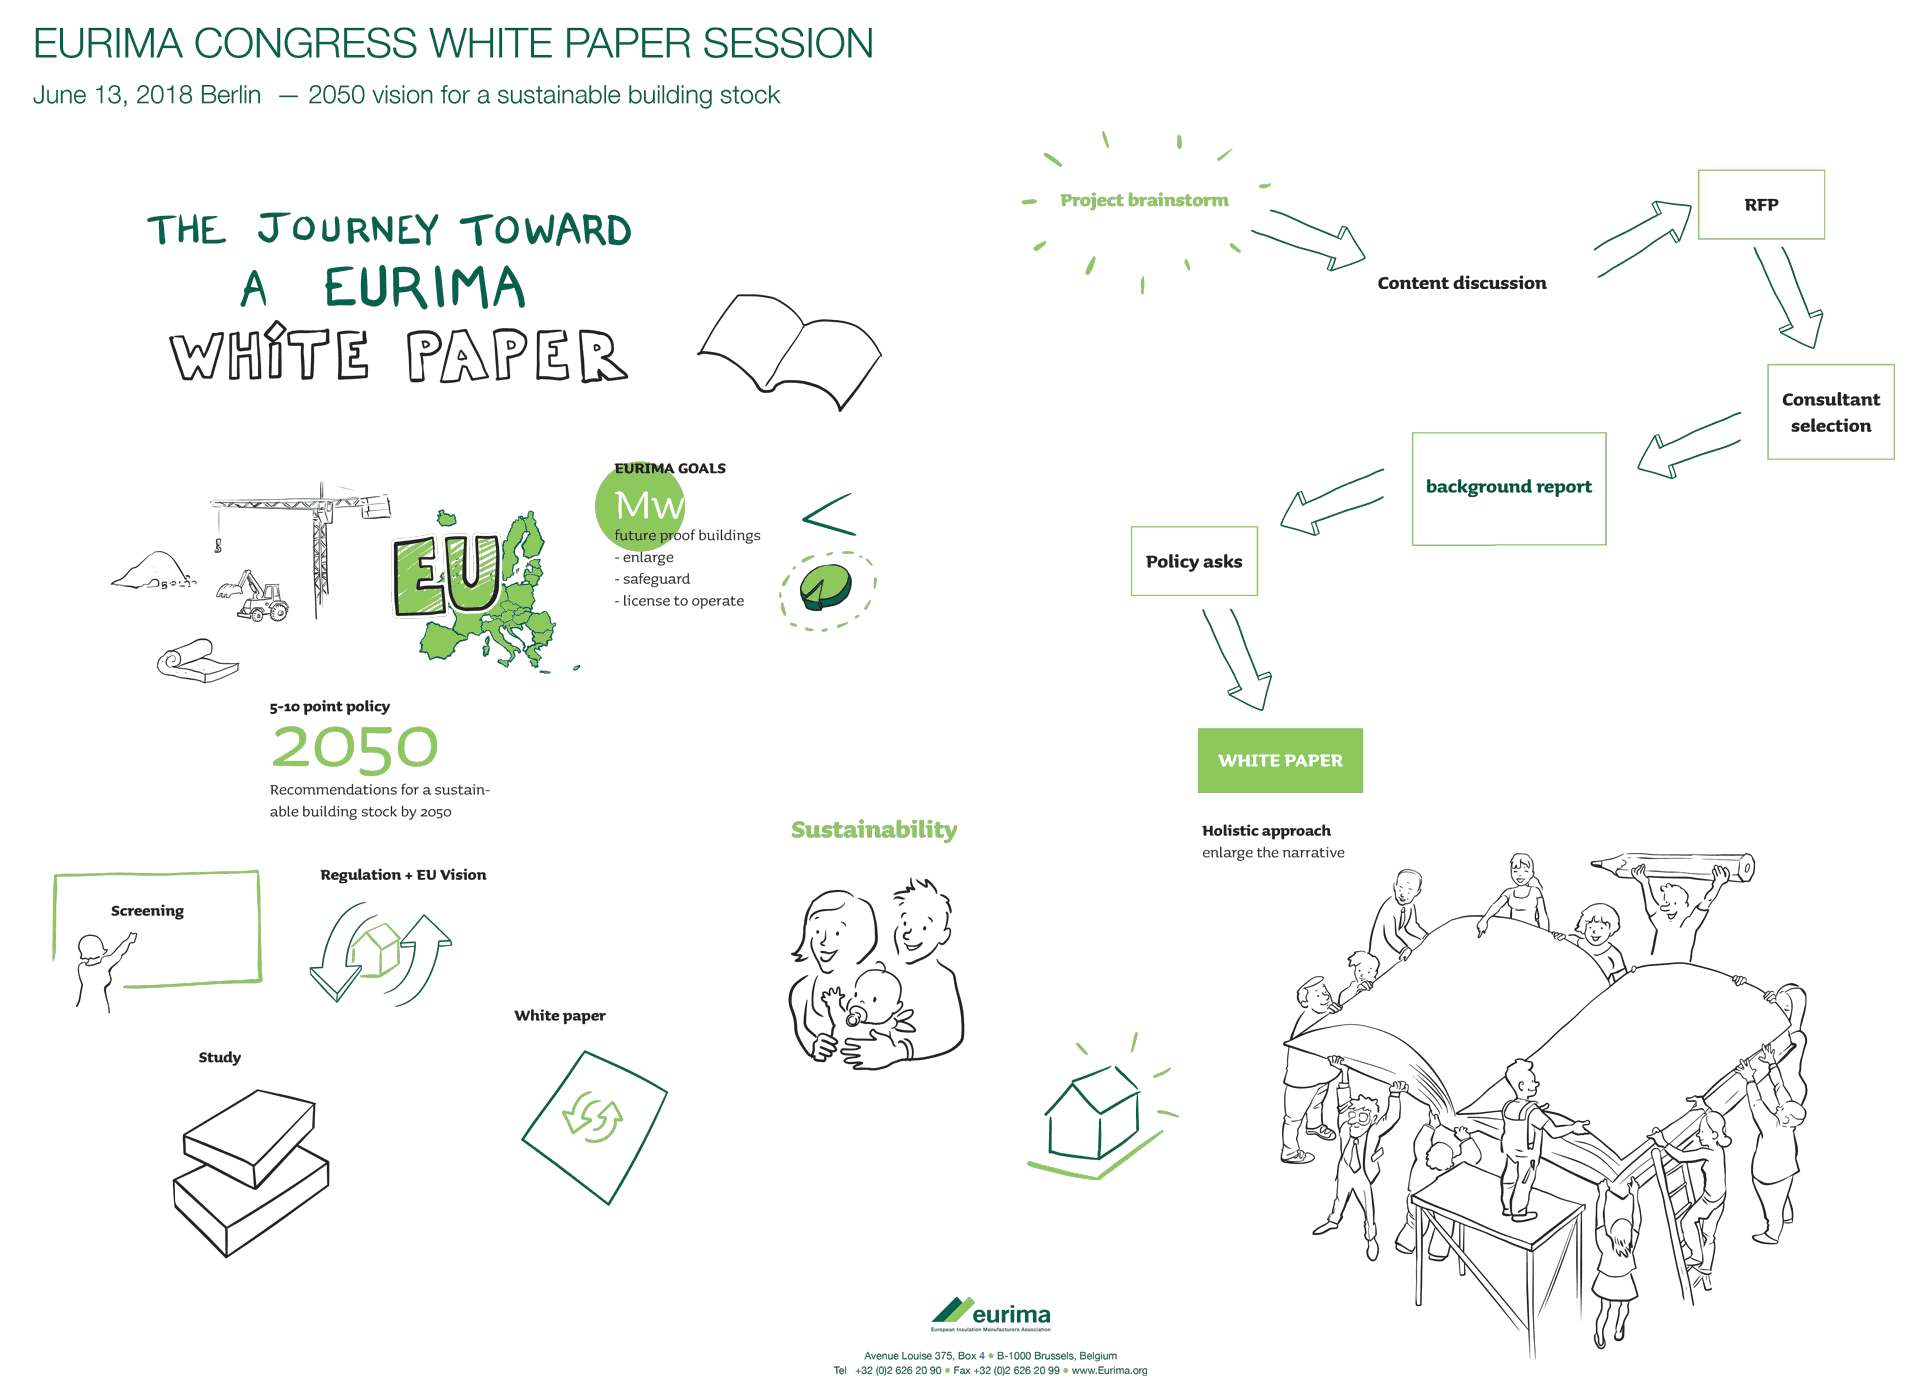 EURIMA CONGRESS WHITE PAPER SESSION
June 13, 2018 Berlin — 2050 vision for a sustainable building stock
THE JOURNEY TOWARD
A EURIMA
WHiTE PAPER
EURIMA GOALS
Mw
future proof buildings
- enlarge
- safeguard
- license to operate
EU
5-10 point policy
2050
Recommendations for a sustain-
able building stock by 2050
Screening
Regulation + EU Vision
Study
White paper
Sustainability
Project brainstorm
Content discussion
RFP
Consultant
selection
background report
Policy asks
WHITE PAPER
Holistic approach
enlarge the narrative
eurima
European Insulation Manufacturers Association
Avenue Louise 375, Box 4 • B-1000 Brussels, Belgium
Tel +32 (0)2 626 20 90 • Fax +32 (0)2 626 20 99 • www.Eurima.org